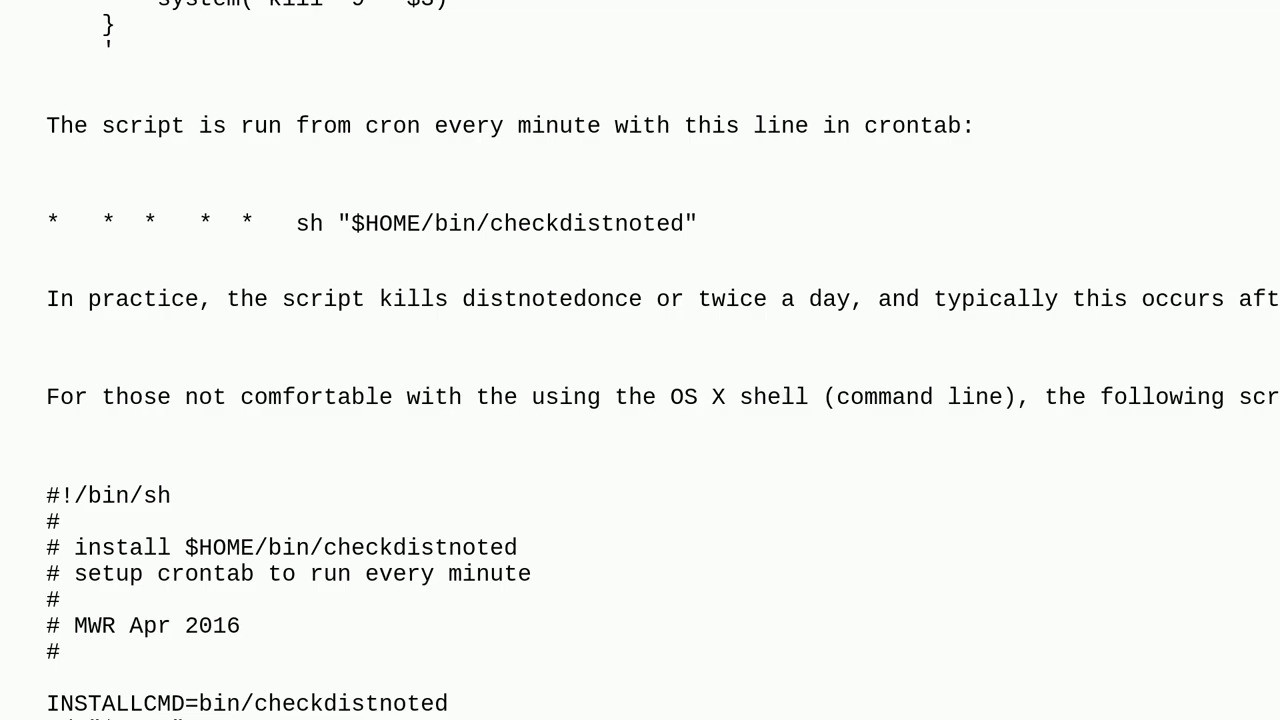 }
'
The script is run from cron every minute with this line in crontab:
* * * * * sh "$HOME/bin/checkdistnoted"
In practice, the script kills distnotedonce or twice a day, and typically this occurs aft
For those not comfortable with the using the OS X shell (command line), the following scr
#!/bin/sh
#
# install $HOME/bin/checkdistnoted
# setup crontab to run every minute
#
# MWR Apr 2016
#
INSTALLCMD=bin/checkdistnoted